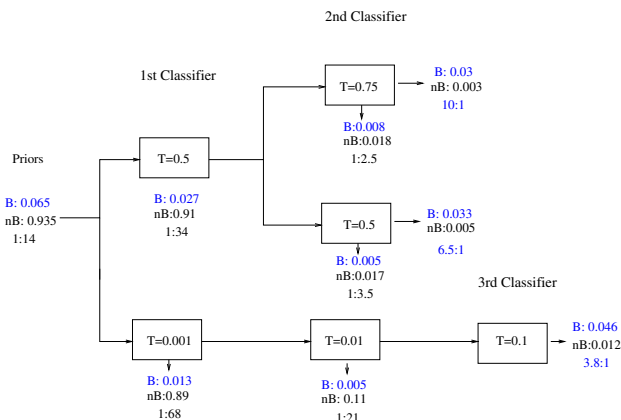 2nd Classifier
1st Classifier
T=0.75
B: 0.03
nB: 0.003
10:1
B:0.008
nB:0.018
1:2.5
Priors
T=0.5
B: 0.065
nB: 0.935
1:14
B: 0.027
nB:0.91
1:34
T=0.5
B: 0.033
nB:0.005
6.5:1
B: 0.005
nB:0.017
1:3.5
3rd Classifier
T=0.001
T=0.01
T=0.1
B: 0.046
nB:0.012
3.8:1
B: 0.013
nB:0.89
1:68
B: 0.005
nB: 0.11
1:21